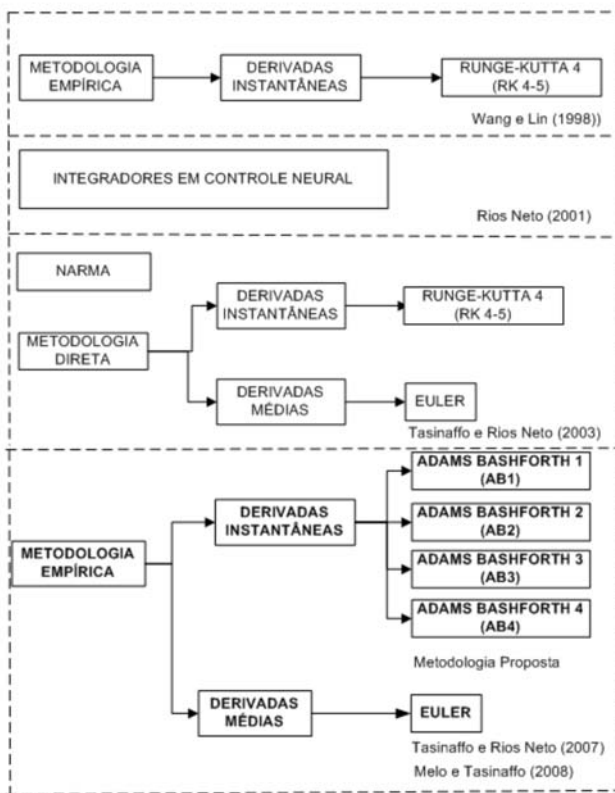 METODOLOGIA
EMPÍRICA
DERIVADAS
INSTANTÂNEAS
RUNGE-KUTTA 4
(RK 4-5)
Wang e Lin (1998))
INTEGRADORES EM CONTROLE NEURAL
Rios Neto (2001)
NARMA
METODOLOGIA
DIRETA
DERIVADAS
INSTANTÂNEAS
RUNGE-KUTTA 4
(RK 4-5)
DERIVADAS
MÉDIAS
EULER
Tasinaffo e Rios Neto (2003)
METODOLOGIA
EMPÍRICA
DERIVADAS
INSTANTÂNEAS
ADAMS BASHFORTH 1
(AB1)
ADAMS BASHFORTH 2
(AB2)
ADAMS BASHFORTH 3
(AB3)
ADAMS BASHFORTH 4
(AB4)
Metodologia Proposta
DERIVADAS
MÉDIAS
EULER
Tasinaffo e Rios Neto (2007)
Melo e Tasinaffo (2008)